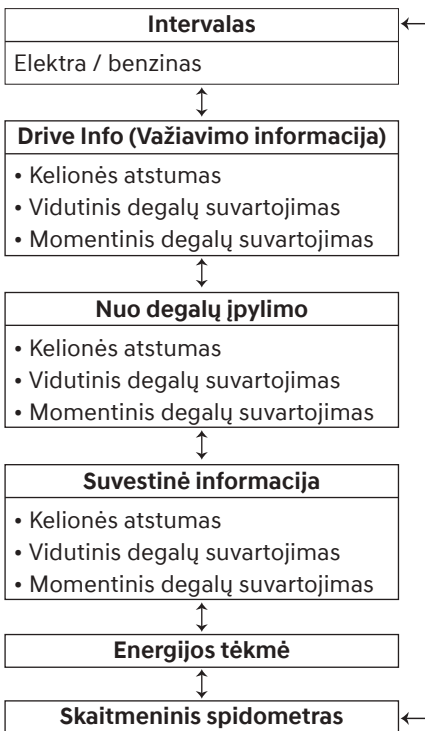 Intervalas
Elektra / benzinas
Drive Info (Važiavimo informacija)
• Kelionės atstumas
• Vidutinis degalų suvartojimas
• Momentinis degalų suvartojimas
Nuo degalų įpylimo
• Kelionės atstumas
• Vidutinis degalų suvartojimas
• Momentinis degalų suvartojimas
Suvestinė informacija
• Kelionės atstumas
• Vidutinis degalų suvartojimas
• Momentinis degalų suvartojimas
Energijos tėkmė
Skaitmeninis spidometras